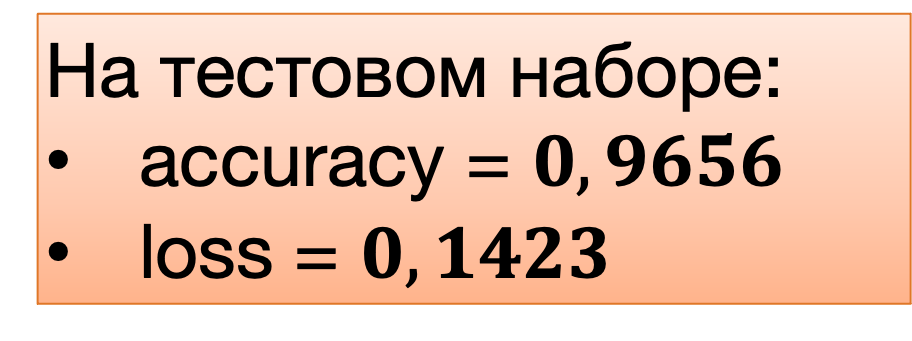 На тестовом наборе:
• accuracy = 0,9656
• loss = 0,1423